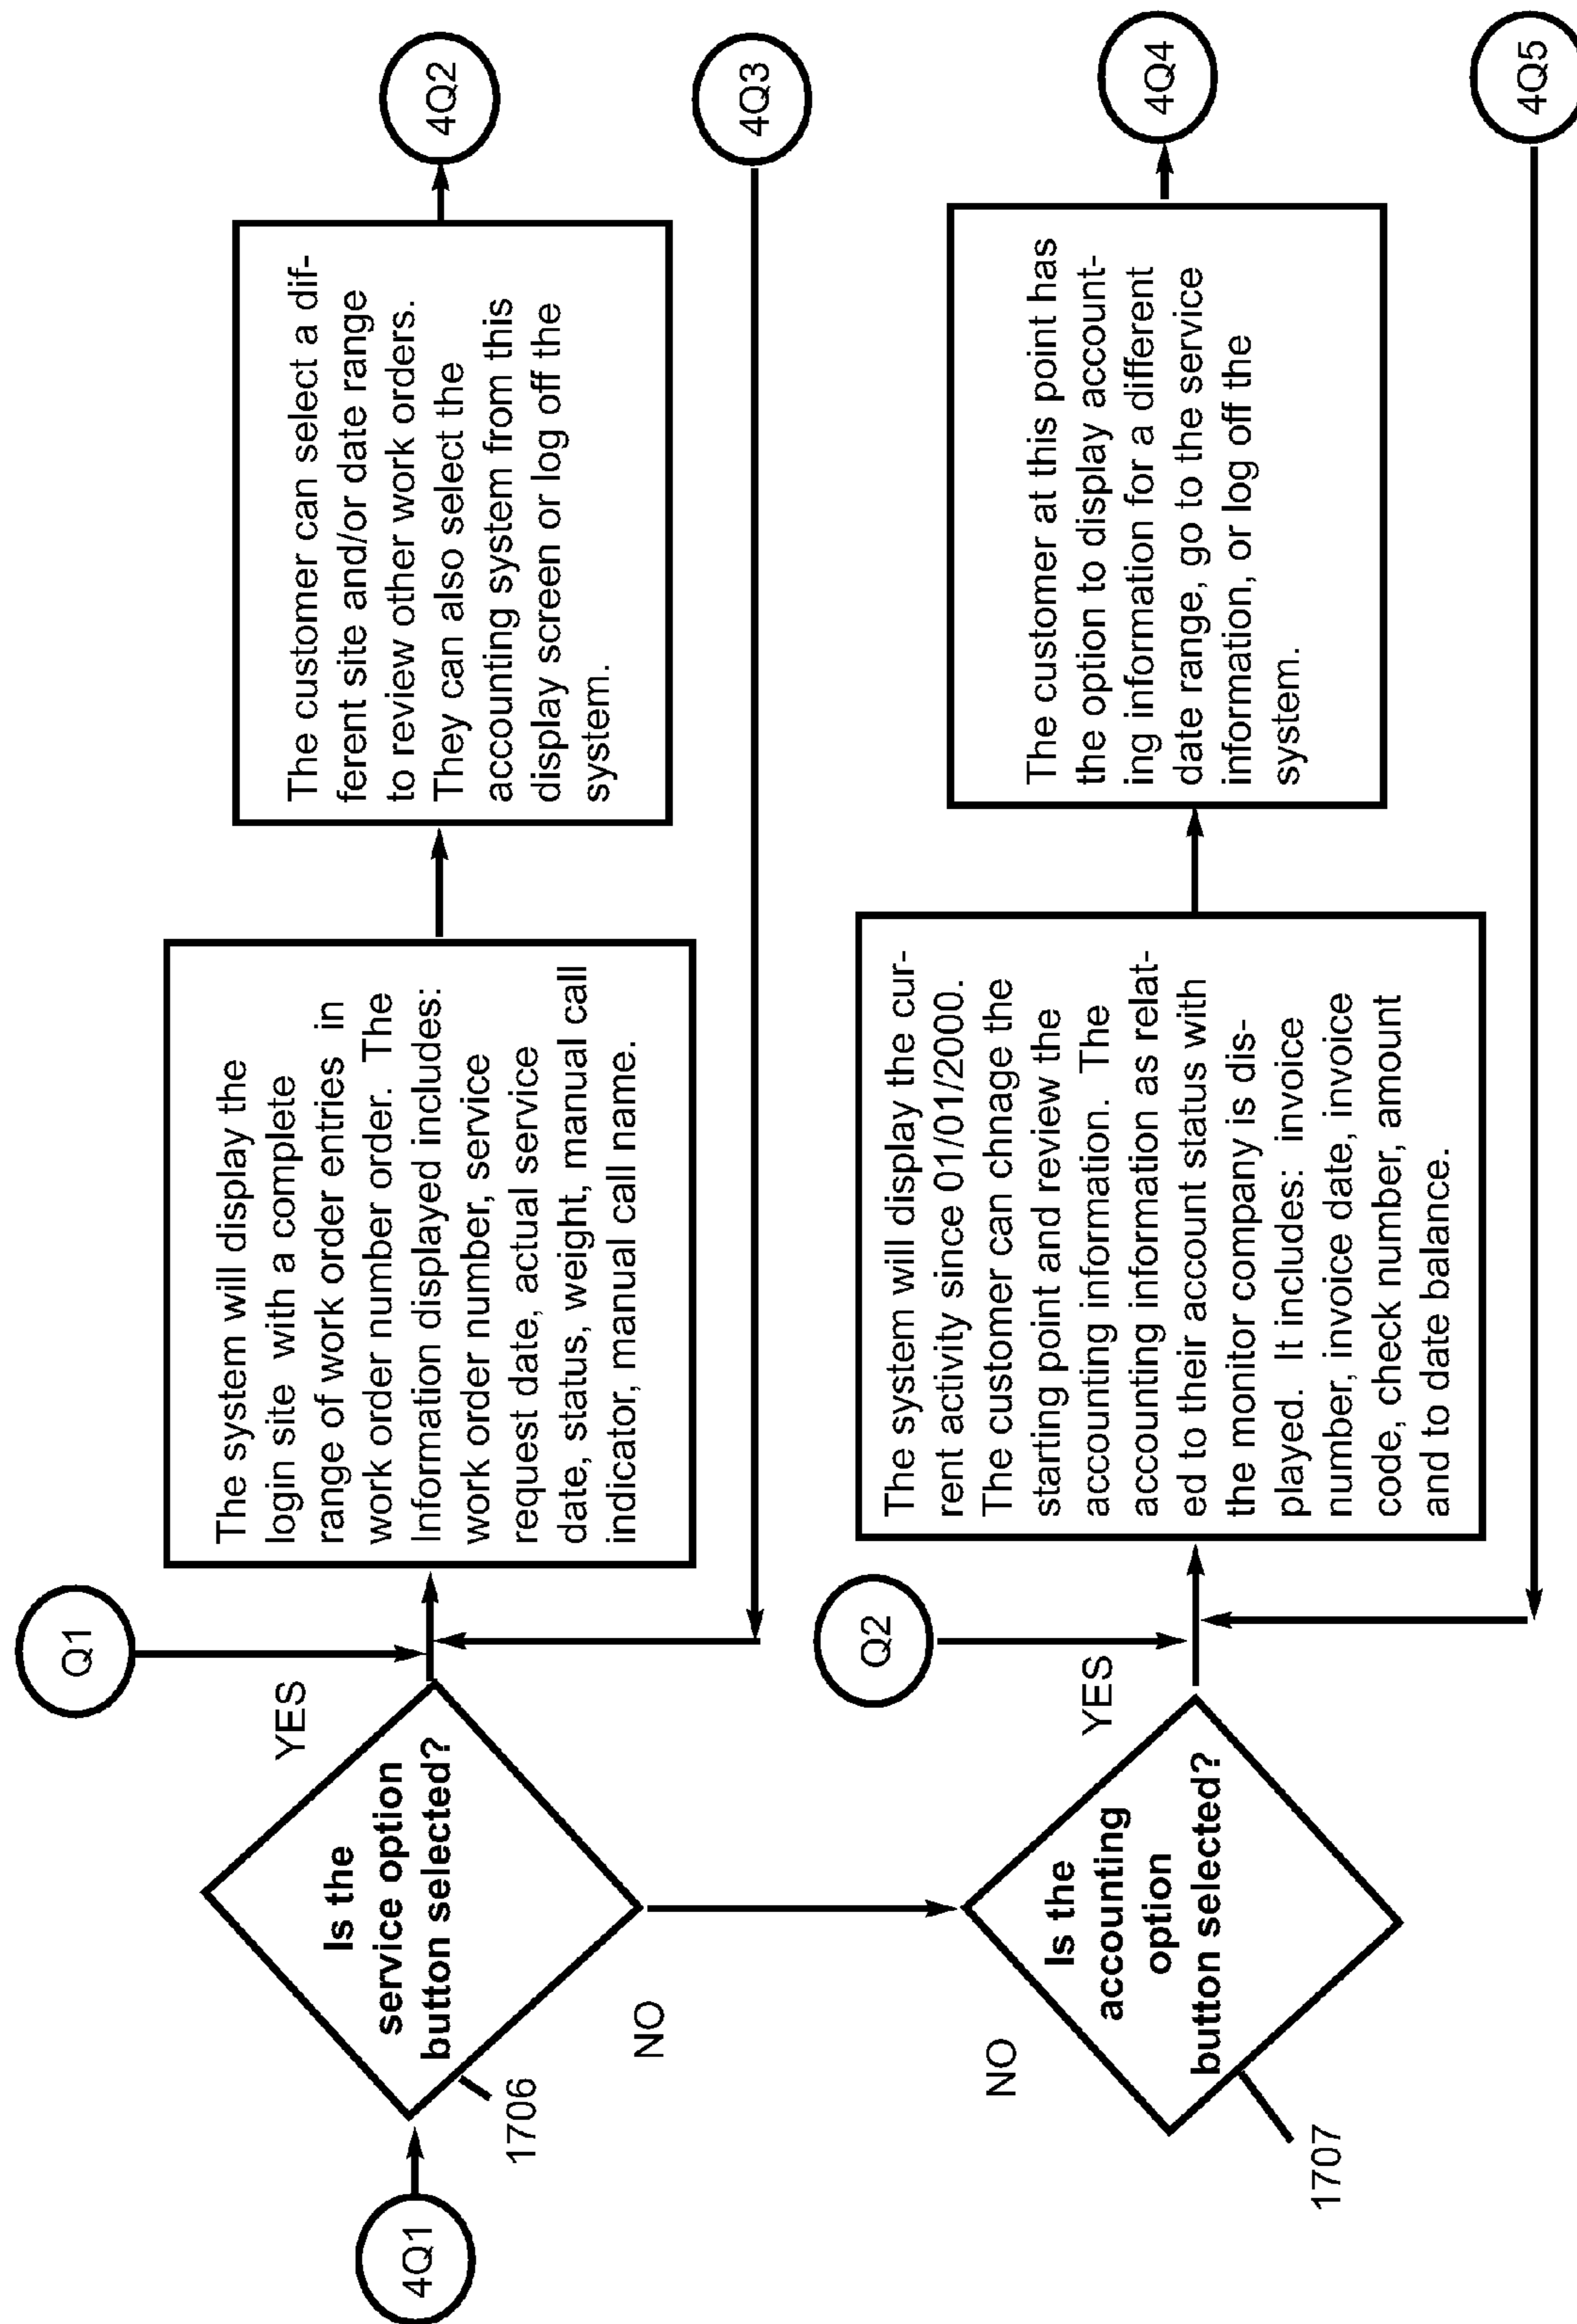 4Q1
1706
Is the
service option
button selected?
YES
NO
Q1
The system will display the
login site with a complete
range of work order entries in
work order number order. The
Information displayed includes:
work order number, service
request date, actual service
date, status, weight, manual call
indicator, manual call name.
The customer can select a dif-
ferent site and/or date range
to review other work orders.
They can also select the
accounting system from this
display screen or log off the
system.
4Q2
4Q3
NO
1707
Is the
accounting
option
button selected?
YES
Q2
The system will display the cur-
rent activity since 01/01/2000.
The customer can chnage the
starting point and review the
accounting information. The
accounting information as relat-
ed to their account status with
the monitor company is dis-
played. It includes: invoice
number, invoice date, invoice
code, check number, amount
and to date balance.
The customer at this point has
the option to display account-
ing information for a different
date range, go to the service
information, or log off the
system.
4Q4
4Q5